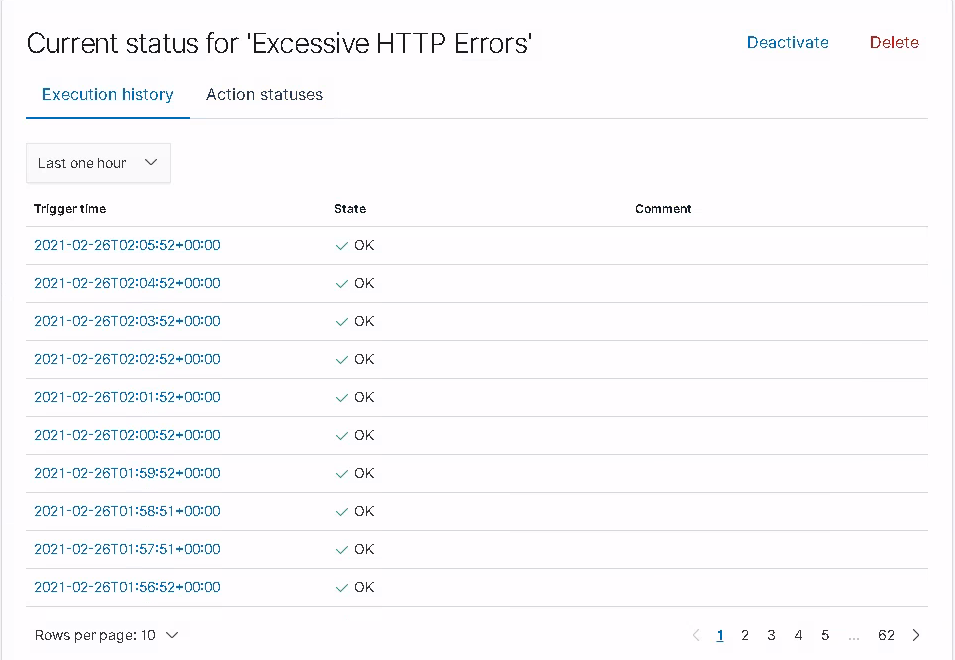 Current status for 'Excessive HTTP Errors' Deactivate Delete
Execution history Action statuses
Last one hour
Trigger time State Comment
2021-02-26T02:05:52+00:00 OK
2021-02-26T02:04:52+00:00 OK
2021-02-26T02:03:52+00:00 OK
2021-02-26T02:02:52+00:00 OK
2021-02-26T02:01:52+00:00 OK
2021-02-26T02:00:52+00:00 OK
2021-02-26T01:59:52+00:00 OK
2021-02-26T01:58:51+00:00 OK
2021-02-26T01:57:51+00:00 OK
2021-02-26T01:56:52+00:00 OK
Rows per page: 10 1 2 3 4 5 ... 62